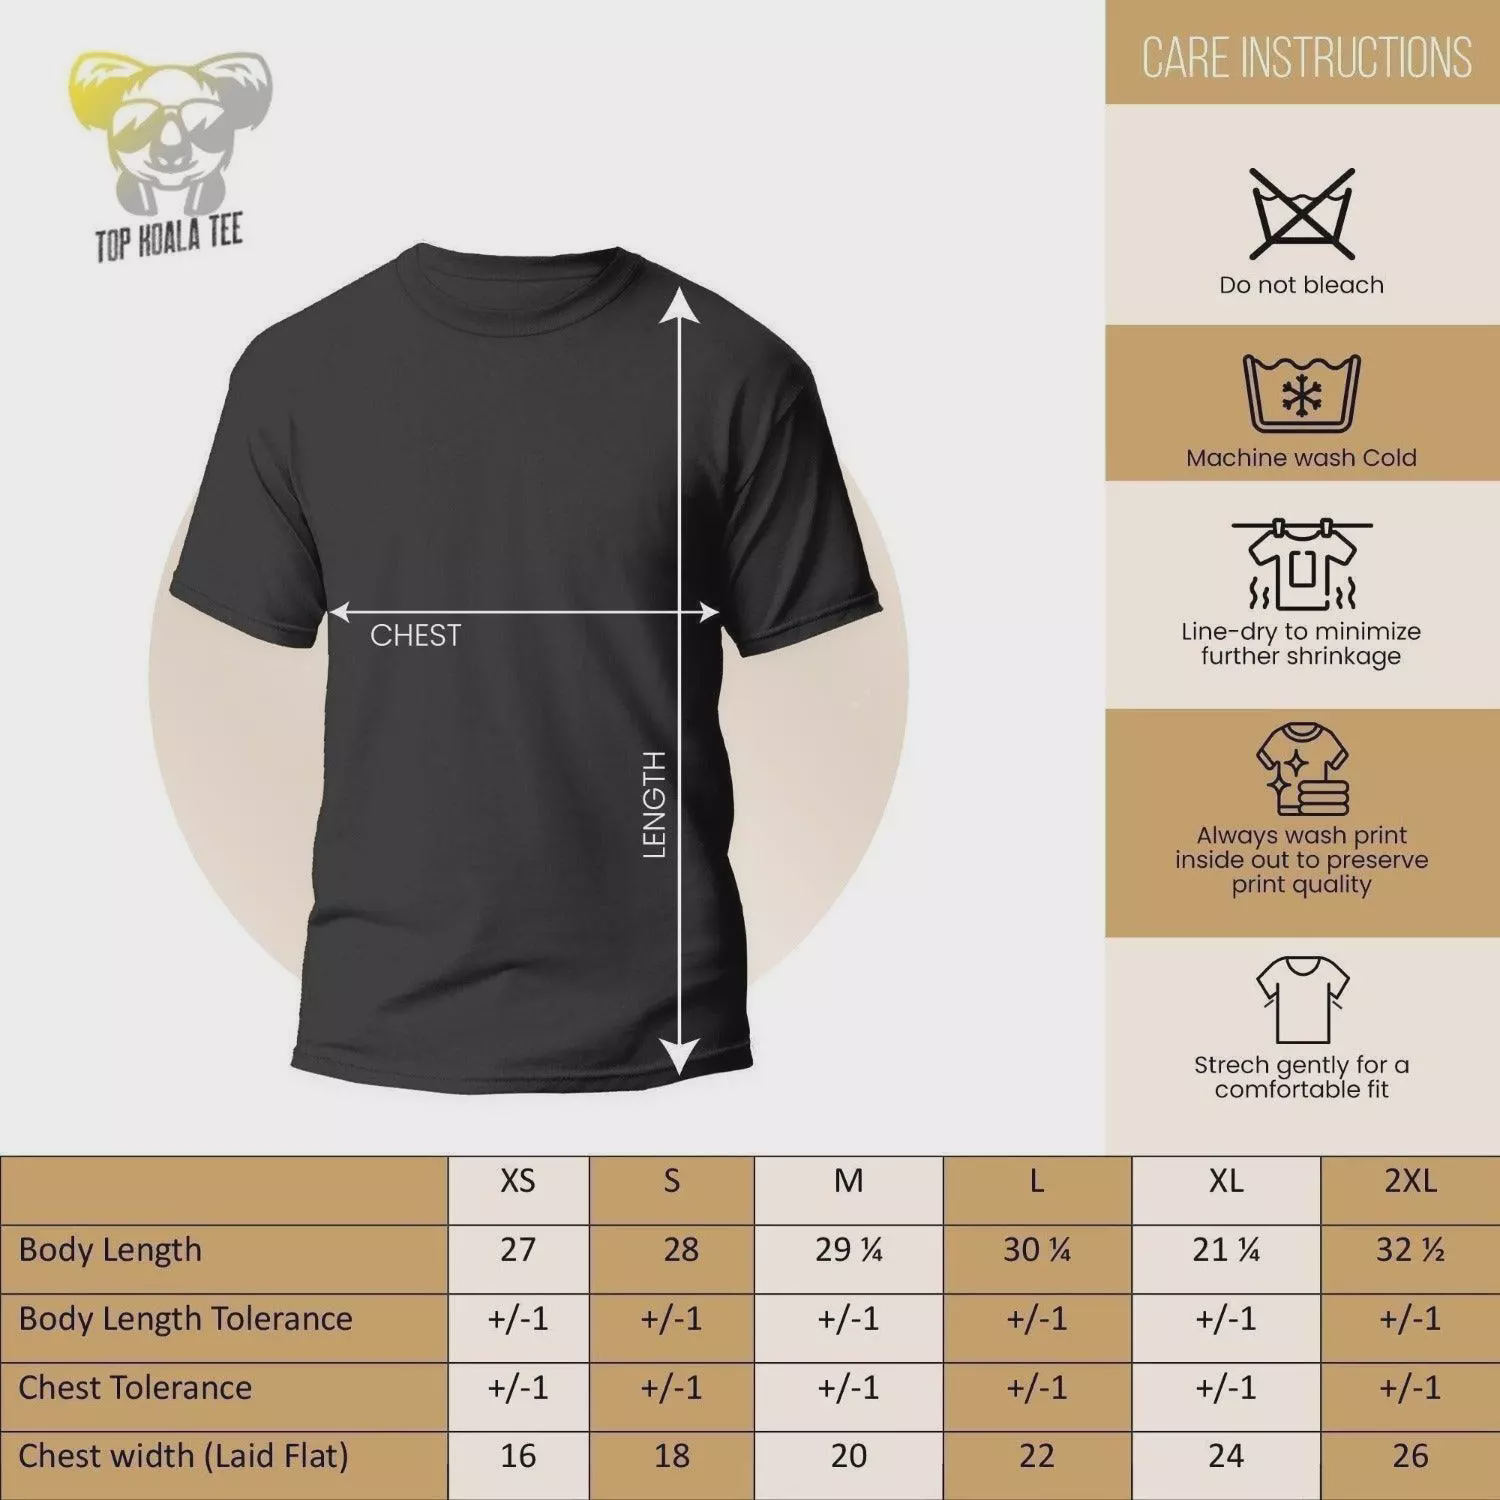 TOP KOALA TEE
CHEST
LENGTH
CARE INSTRUCTIONS
Do not bleach
Machine wash Cold
Line-dry to minimize
further shrinkage
Always wash print
inside out to preserve
print quality
Strech gently for a
comfortable fit
XS S M L XL 2XL
Body Length 27 28 29 ¼ 30 ¼ 21 ¼ 32 ½
Body Length Tolerance +/-1 +/-1 +/-1 +/-1 +/-1 +/-1
Chest Tolerance +/-1 +/-1 +/-1 +/-1 +/-1 +/-1
Chest width (Laid Flat) 16 18 20 22 24 26